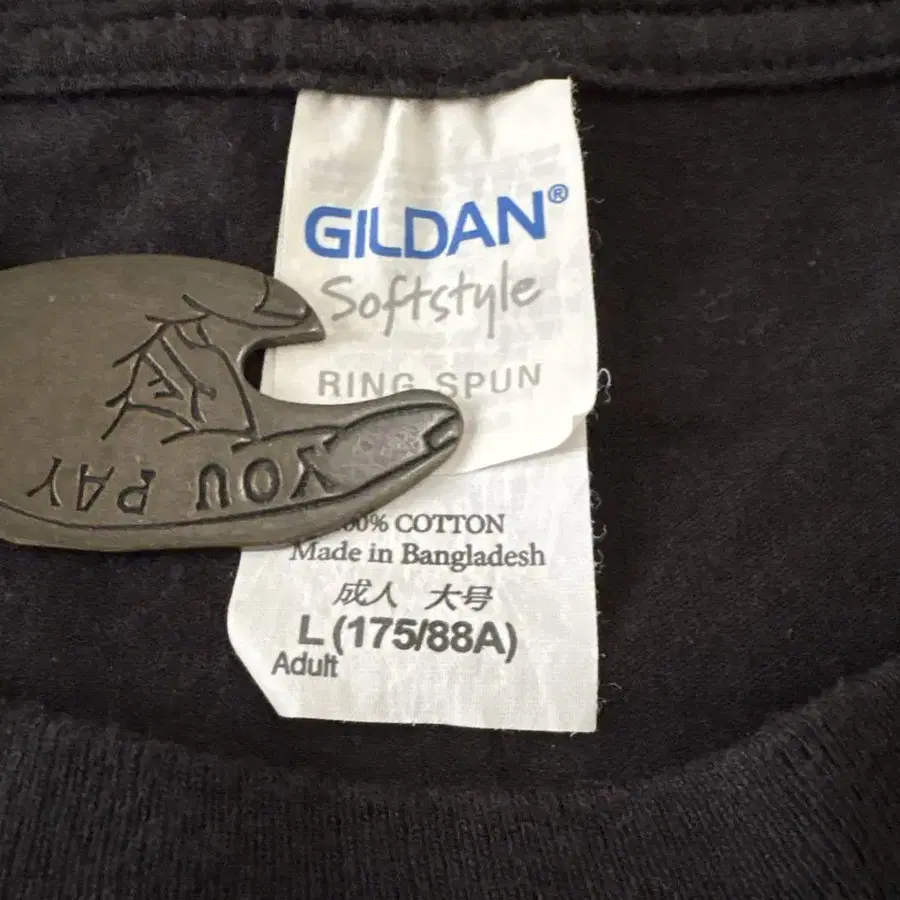 GILDAN®
Softstyle
RING SPUN
YOU PAY
100% COTTON
Made in Bangladesh
成人 大号
L (175/88A)
Adult